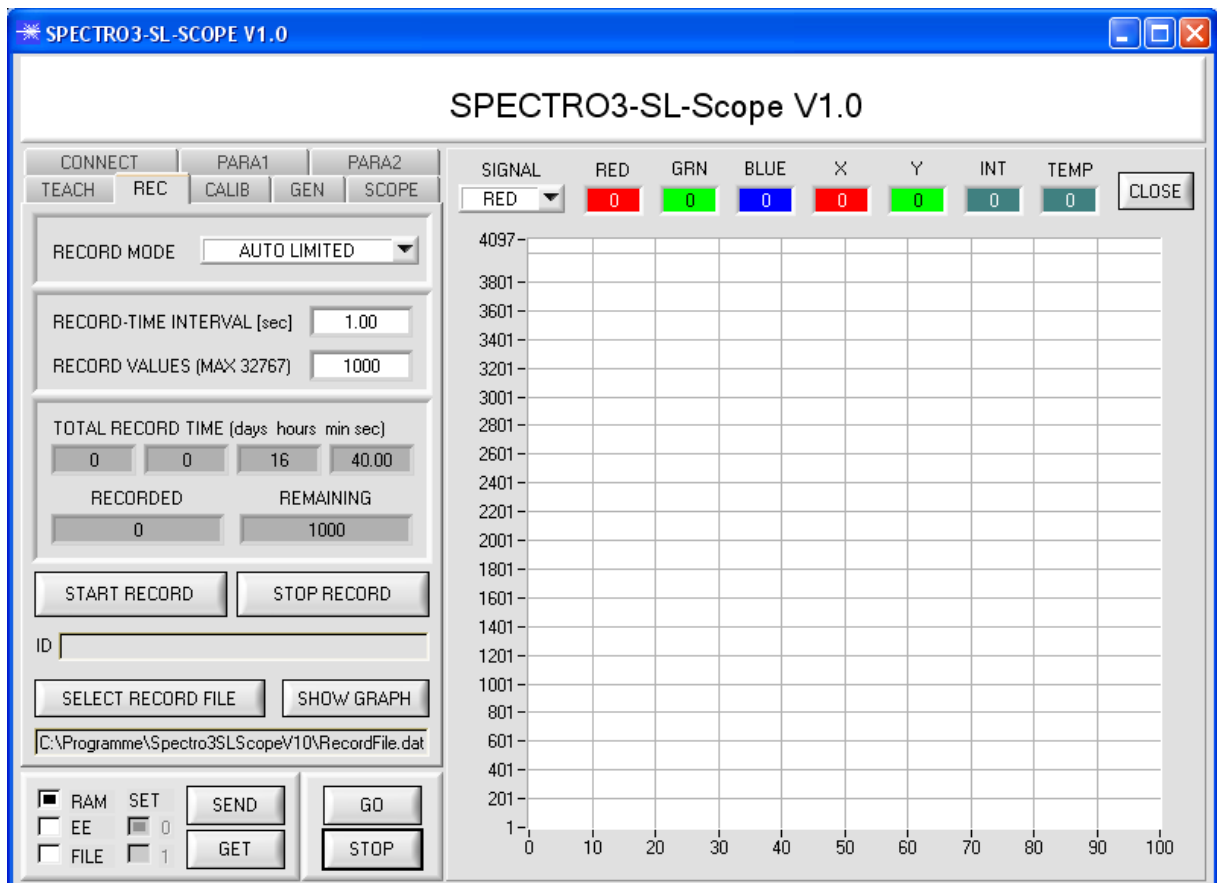 SPECTRO3-SL-SCOPE V1.0
SPECTRO3-SL-Scope V1.0
CONNECT PARA1 PARA2
TEACH REC CALIB GEN SCOPE
RECORD MODE AUTO LIMITED
RECORD-TIME INTERVAL [sec] 1.00
RECORD VALUES (MAX 32767) 1000
TOTAL RECORD TIME (days hours min sec)
0 0 16 40.00
RECORDED REMAINING
0 1000
START RECORD STOP RECORD
ID
SELECT RECORD FILE SHOW GRAPH
C:\Programme\Spectro3SLScopeV10\RecordFile.dat
RAM SET SEND GO
EE 0
FILE 1 GET STOP
SIGNAL RED GRN BLUE X Y INT TEMP
RED 0 0 0 0 0 0 0 CLOSE
4097
3801
3601
3401
3201
3001
2801
2601
2401
2201
2001
1801
1601
1401
1201
1001
801
601
401
201
1
0 10 20 30 40 50 60 70 80 90 100